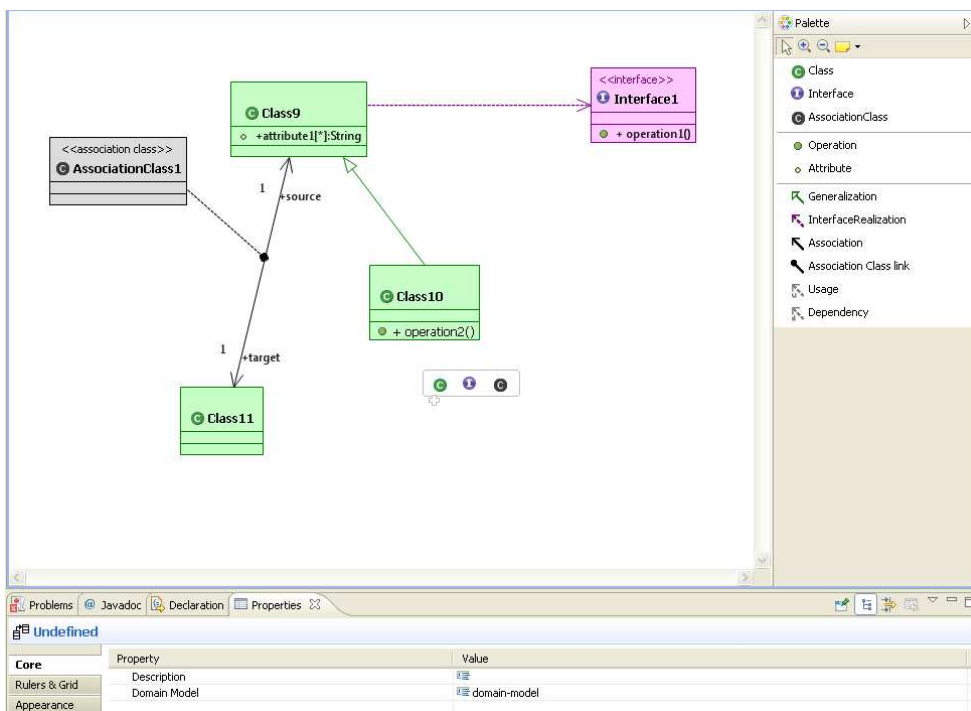 Palette
Class
Interface
AssociationClass
Operation
Attribute
Generalization
InterfaceRealization
Association
Association Class link
Usage
Dependency
<<interface>>
Interface1
+ operation1()
Class9
+attribute1[*]:String
<<association class>>
AssociationClass1
1
+source
Class10
+ operation2()
1
+target
Class11
Problems
@ Javadoc
Declaration
Properties
Undefined
Core
Rulers & Grid
Appearance
Property Value
Description
Domain Model domain-model